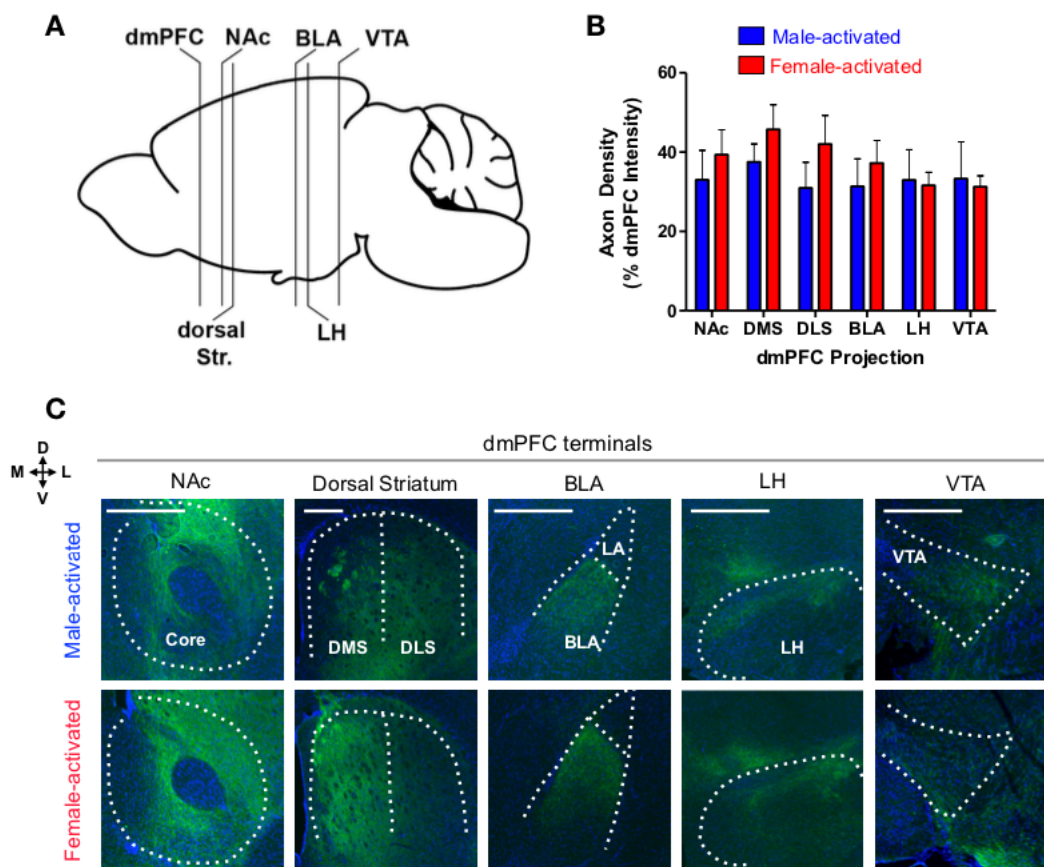 A
dmPFC NAc BLA VTA
dorsal
Str.
LH
B
Male-activated
Female-activated
Axon Density
(% dmPFC Intensity)
60
40
20
0
NAc DMS DLS BLA LH VTA
dmPFC Projection
C
D
M L
V
dmPFC terminals
NAc Dorsal Striatum BLA LH VTA
Male-activated
Core
DMS DLS
LA
BLA
LH
VTA
Female-activated